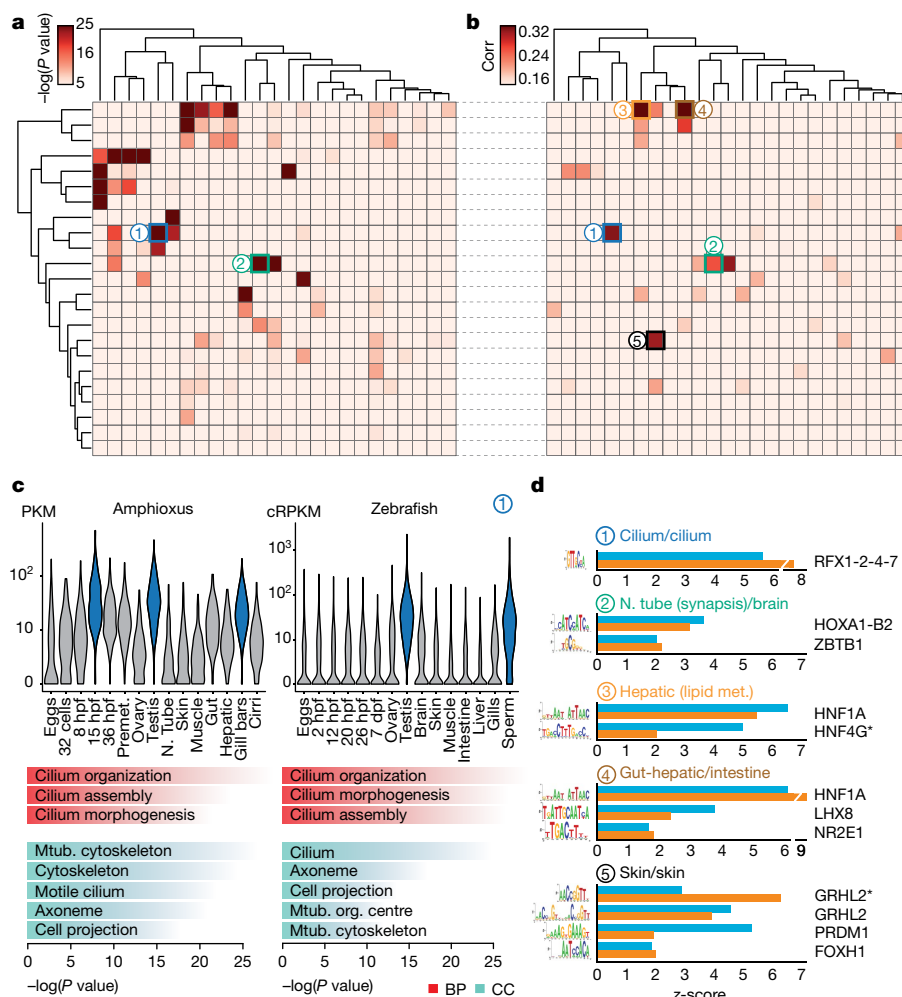 a
−log(P value)
25
16
5
b
Corr
0.32
0.24
0.16
3
4
1
1
2
2
5
c
PKM
Amphioxus
cRPKM
Zebrafish
1
10²
10
0
10³
10²
10
0
Eggs
32 cells
8 hpf
15 hpf
36 hpf
Premet.
Ovary
Testis
N. Tube
Skin
Muscle
Gut
Hepatic
Gill bars
Cirri
Eggs
2 hpf
12 hpf
20 hpf
26 hpf
7 dpf
Ovary
Testis
Brain
Skin
Muscle
Intestine
Liver
Gills
Sperm
Cilium organization
Cilium assembly
Cilium morphogenesis
Mtub. cytoskeleton
Cytoskeleton
Motile cilium
Axoneme
Cell projection
0 5 10 15 20 25
−log(P value)
Cilium organization
Cilium morphogenesis
Cilium assembly
Cilium
Axoneme
Cell projection
Mtub. org. centre
Mtub. cytoskeleton
0 5 10 15 20 25
−log(P value)
BP CC
d
1 Cilium/cilium
RFX1-2-4-7
0 1 2 3 4 5 6 8
2 N. tube (synapsis)/brain
HOXA1-B2
ZBTB1
0 1 2 3 4 5 6 7
3 Hepatic (lipid met.)
HNF1A
HNF4G*
0 1 2 3 4 5 6 7
4 Gut-hepatic/intestine
HNF1A
LHX8
NR2E1
0 1 2 3 4 5 6 9
5 Skin/skin
GRHL2*
GRHL2
PRDM1
FOXH1
0 1 2 3 4 5 6 7
z-score